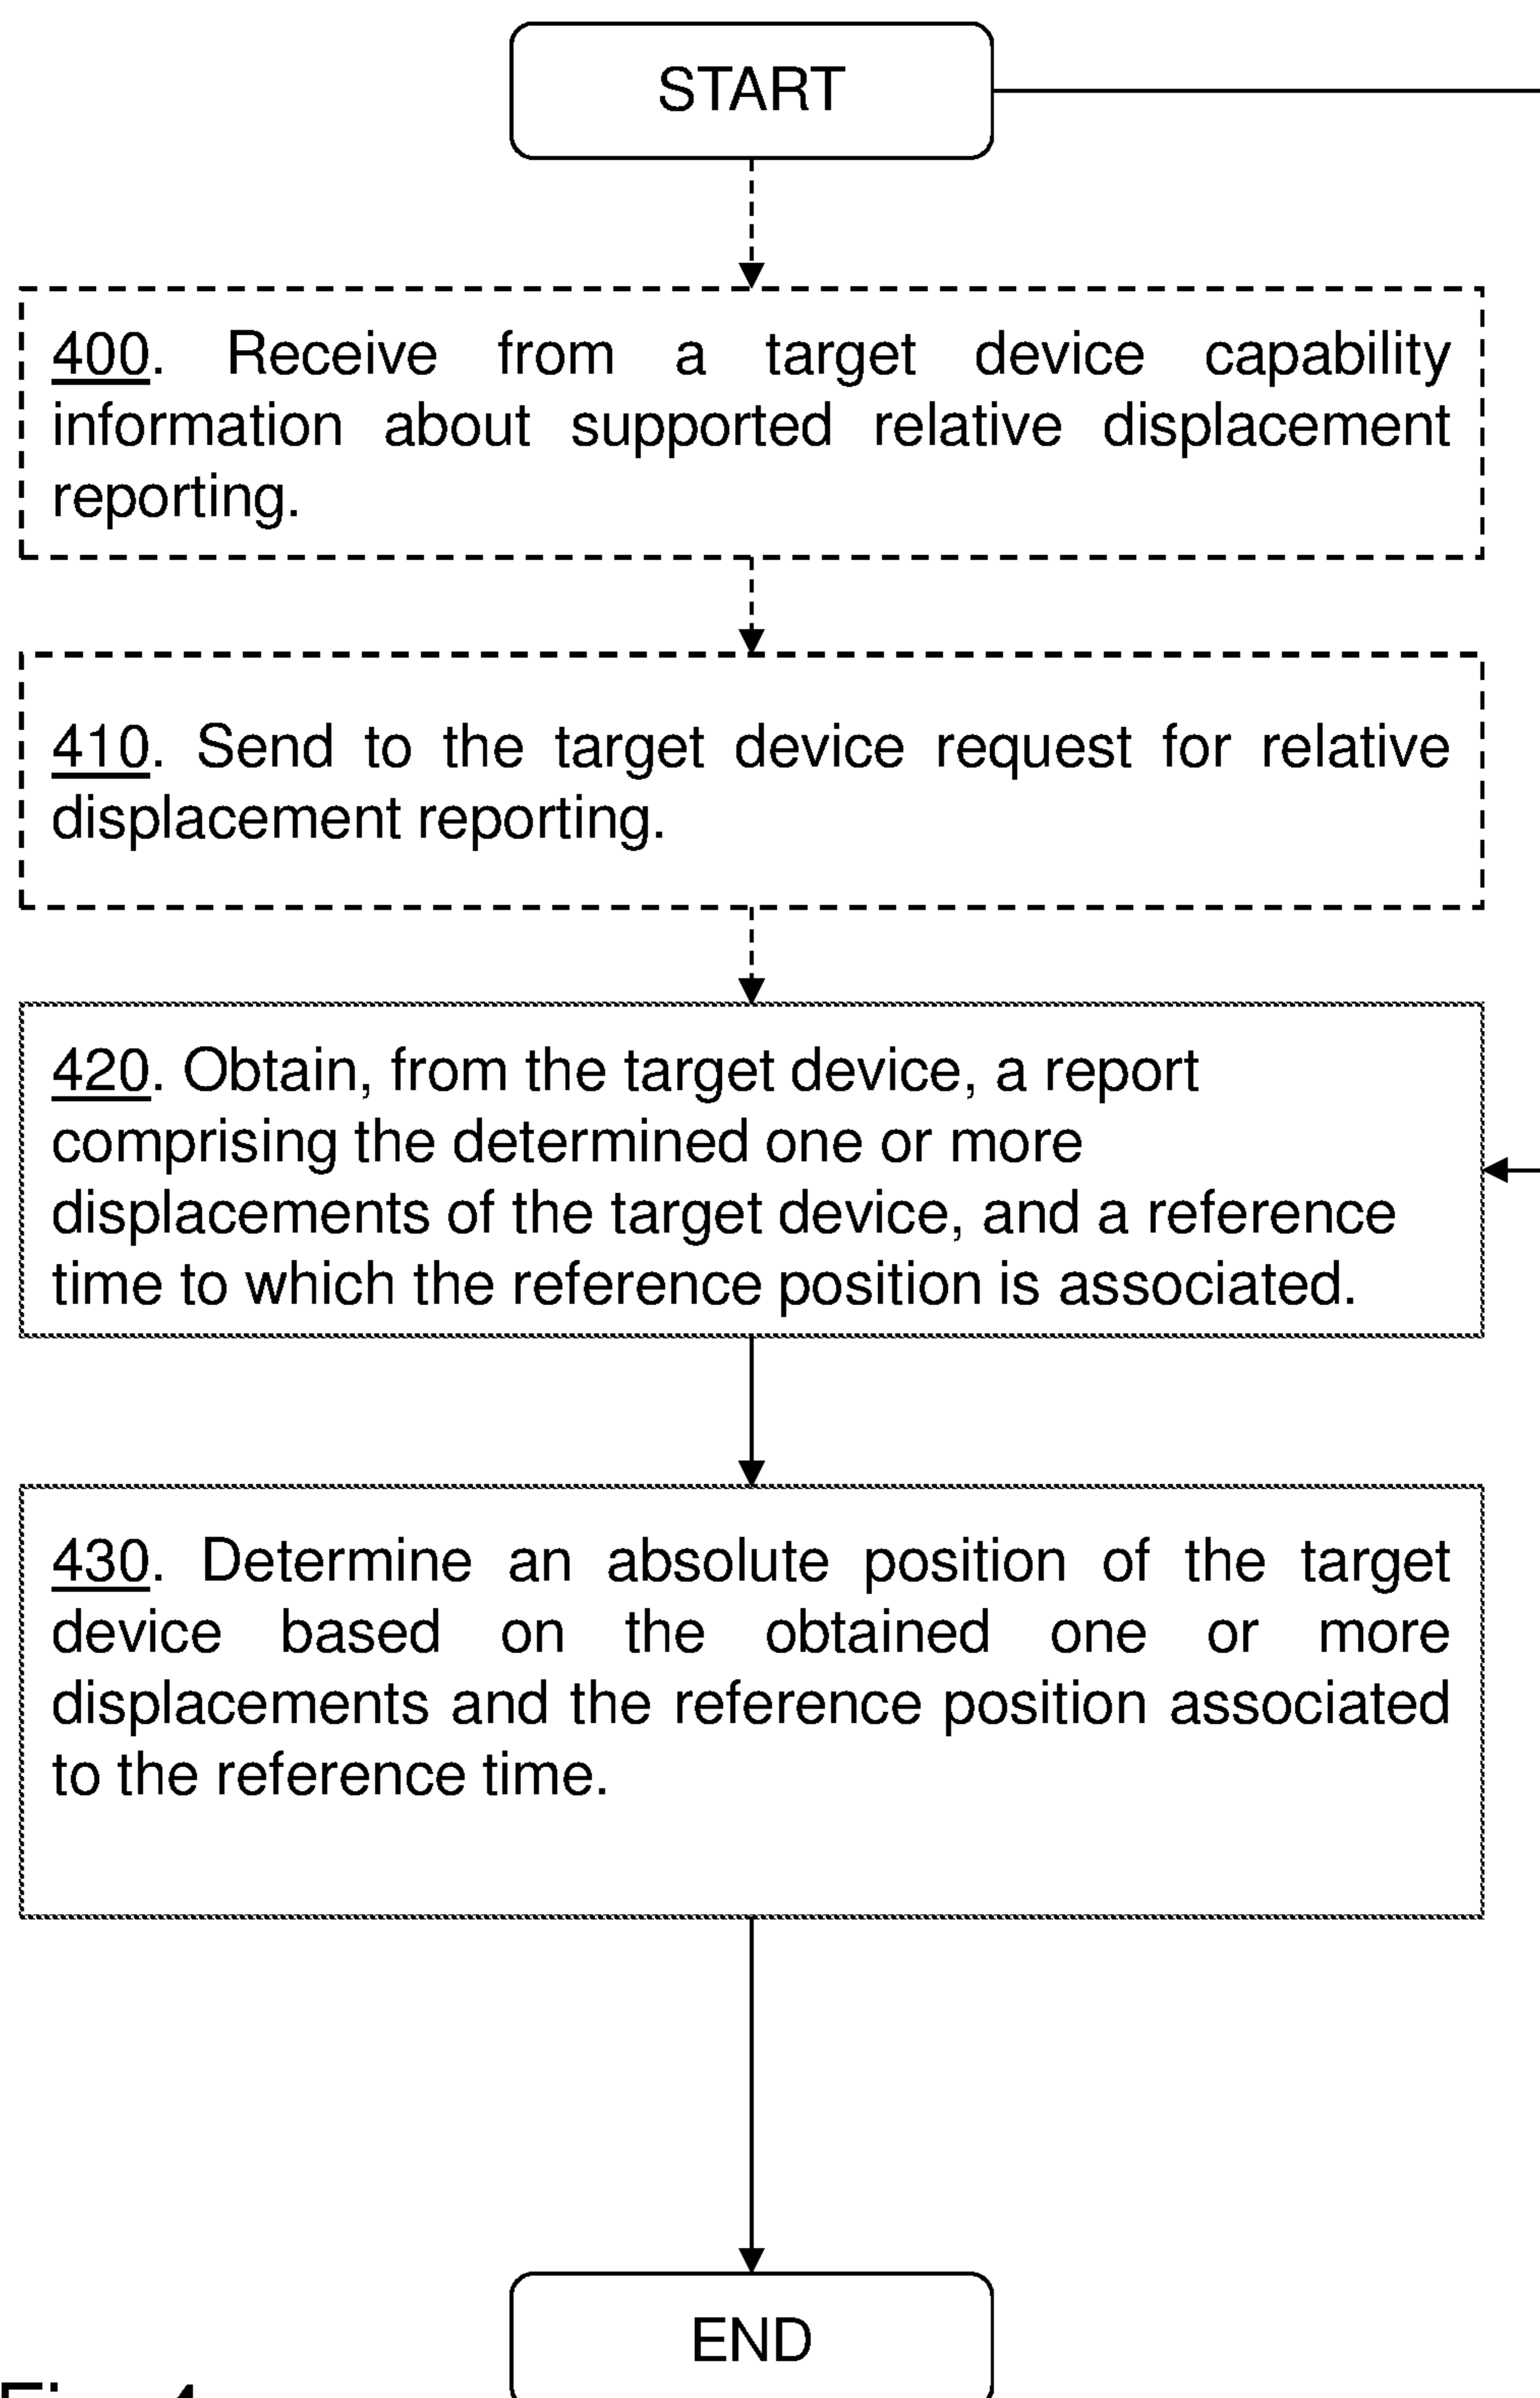 START
400. Receive from a target device capability
information about supported relative displacement
reporting.
410. Send to the target device request for relative
displacement reporting.
420. Obtain, from the target device, a report
comprising the determined one or more
displacements of the target device, and a reference
time to which the reference position is associated.
430. Determine an absolute position of the target
device based on the obtained one or more
displacements and the reference position associated
to the reference time.
END